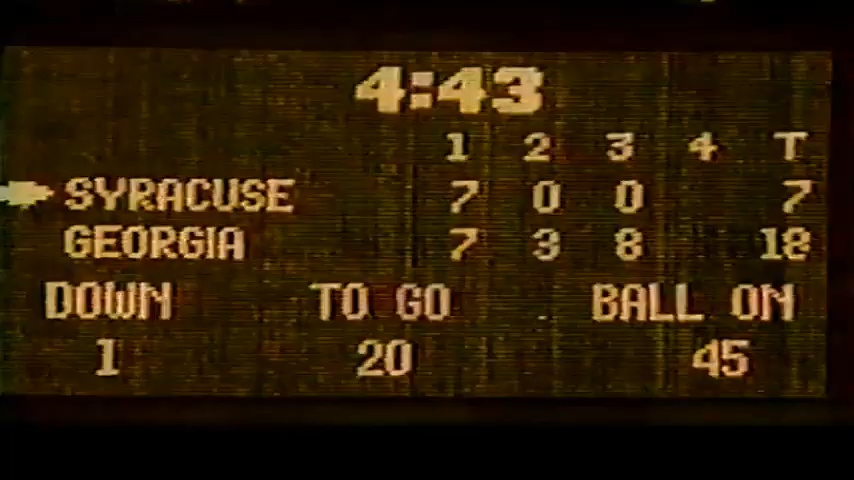 4:43
1 2 3 4 T
SYRACUSE 7 0 0 7
GEORGIA 7 3 8 18
DOWN TO GO BALL ON
1 20 45